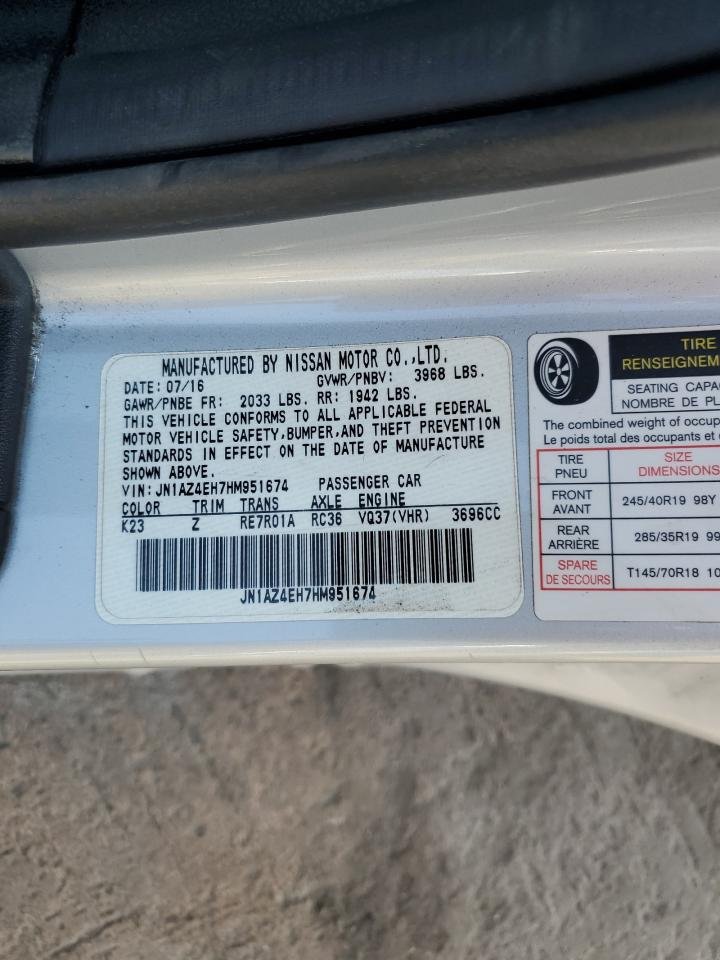 MANUFACTURED BY NISSAN MOTOR CO.,LTD.
DATE: 07/16 GVWR/PNBV: 3968 LBS.
GAWR/PNBE FR: 2033 LBS. RR: 1942 LBS.
THIS VEHICLE CONFORMS TO ALL APPLICABLE FEDERAL
MOTOR VEHICLE SAFETY,BUMPER,AND THEFT PREVENTION
STANDARDS IN EFFECT ON THE DATE OF MANUFACTURE
SHOWN ABOVE.
VIN: JN1AZ4EH7HM951674 PASSENGER CAR
COLOR TRIM TRANS AXLE ENGINE
K23 Z RE7R01A RC36 VQ37(VHR) 3696CC
JN1AZ4EH7HM951674
TIRE
RENSEIGNEM
SEATING CAPA
NOMBRE DE PL
The combined weight of occup
Le poids total des occupants et
TIRE SIZE
PNEU DIMENSIONS
FRONT
AVANT 245/40R19 98Y
REAR
ARRIÈRE 285/35R19 99
SPARE
DE SECOURS T145/70R18 10